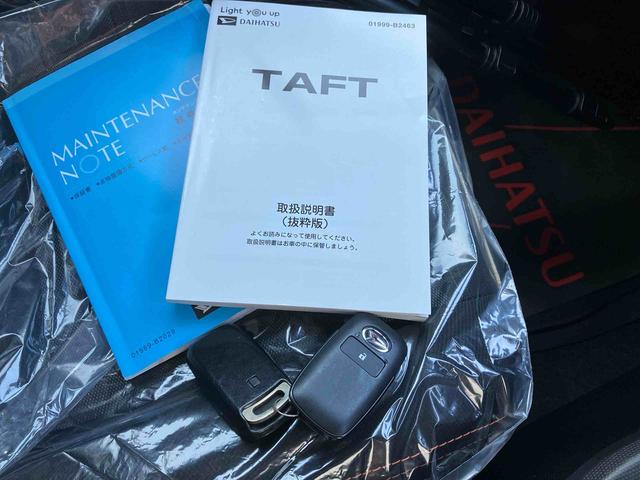 Light you up
DAIHATSU
01999-B2463
TAFT
取扱説明書
(抜粋版)
よくお読みになって使用してください。
取扱説明書はお車の中に保管しましょう。
MAINTENANCE
NOTE
01999-B2029
DAIHATSU